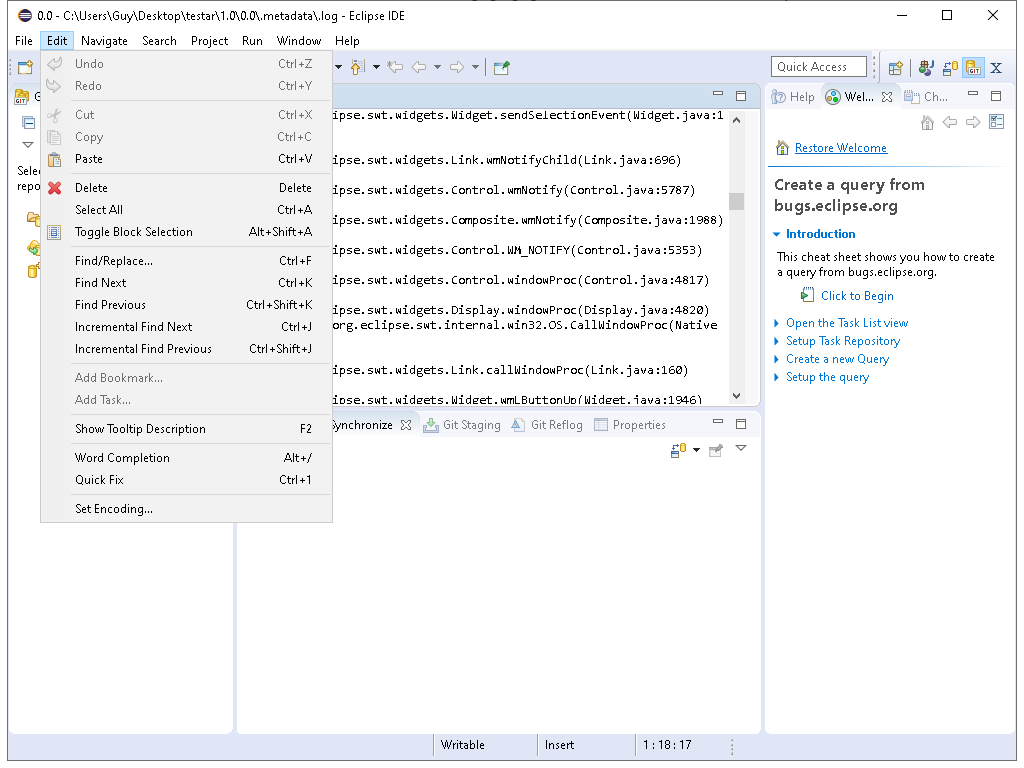 0.0 - C:\Users\Guy\Desktop\testar\1.0\0.0\.metadata\.log - Eclipse IDE
File Edit Navigate Search Project Run Window Help
Quick Access
Undo Ctrl+Z
Redo Ctrl+Y
Cut Ctrl+X
Copy Ctrl+C
Paste Ctrl+V
Delete Delete
Select All Ctrl+A
Toggle Block Selection Alt+Shift+A
Find/Replace... Ctrl+F
Find Next Ctrl+K
Find Previous Ctrl+Shift+K
Incremental Find Next Ctrl+J
Incremental Find Previous Ctrl+Shift+J
Add Bookmark...
Add Task...
Show Tooltip Description F2
Word Completion Alt+/
Quick Fix Ctrl+1
Set Encoding...
GIT
G
Sele
repo
ipse.swt.widgets.Widget.sendSelectionEvent(Widget.java:1
ipse.swt.widgets.Link.wmNotifyChild(Link.java:696)
ipse.swt.widgets.Control.wmNotify(Control.java:5787)
ipse.swt.widgets.Composite.wmNotify(Composite.java:1988)
ipse.swt.widgets.Control.WM_NOTIFY(Control.java:5353)
ipse.swt.widgets.Control.windowProc(Control.java:4817)
ipse.swt.widgets.Display.windowProc(Display.java:4820)
org.eclipse.swt.internal.win32.OS.CallWindowProc(Native
ipse.swt.widgets.Link.callWindowProc(Link.java:160)
ipse.swt.widgets.Widget.wmLButtonUp(Widget.java:1946)
Synchronize Git Staging Git Reflog Properties
GIT
Help Wel... Ch...
Restore Welcome
Create a query from
bugs.eclipse.org
Introduction
This cheat sheet shows you how to create
a query from bugs.eclipse.org.
Click to Begin
Open the Task List view
Setup Task Repository
Create a new Query
Setup the query
Writable Insert 1:18:17